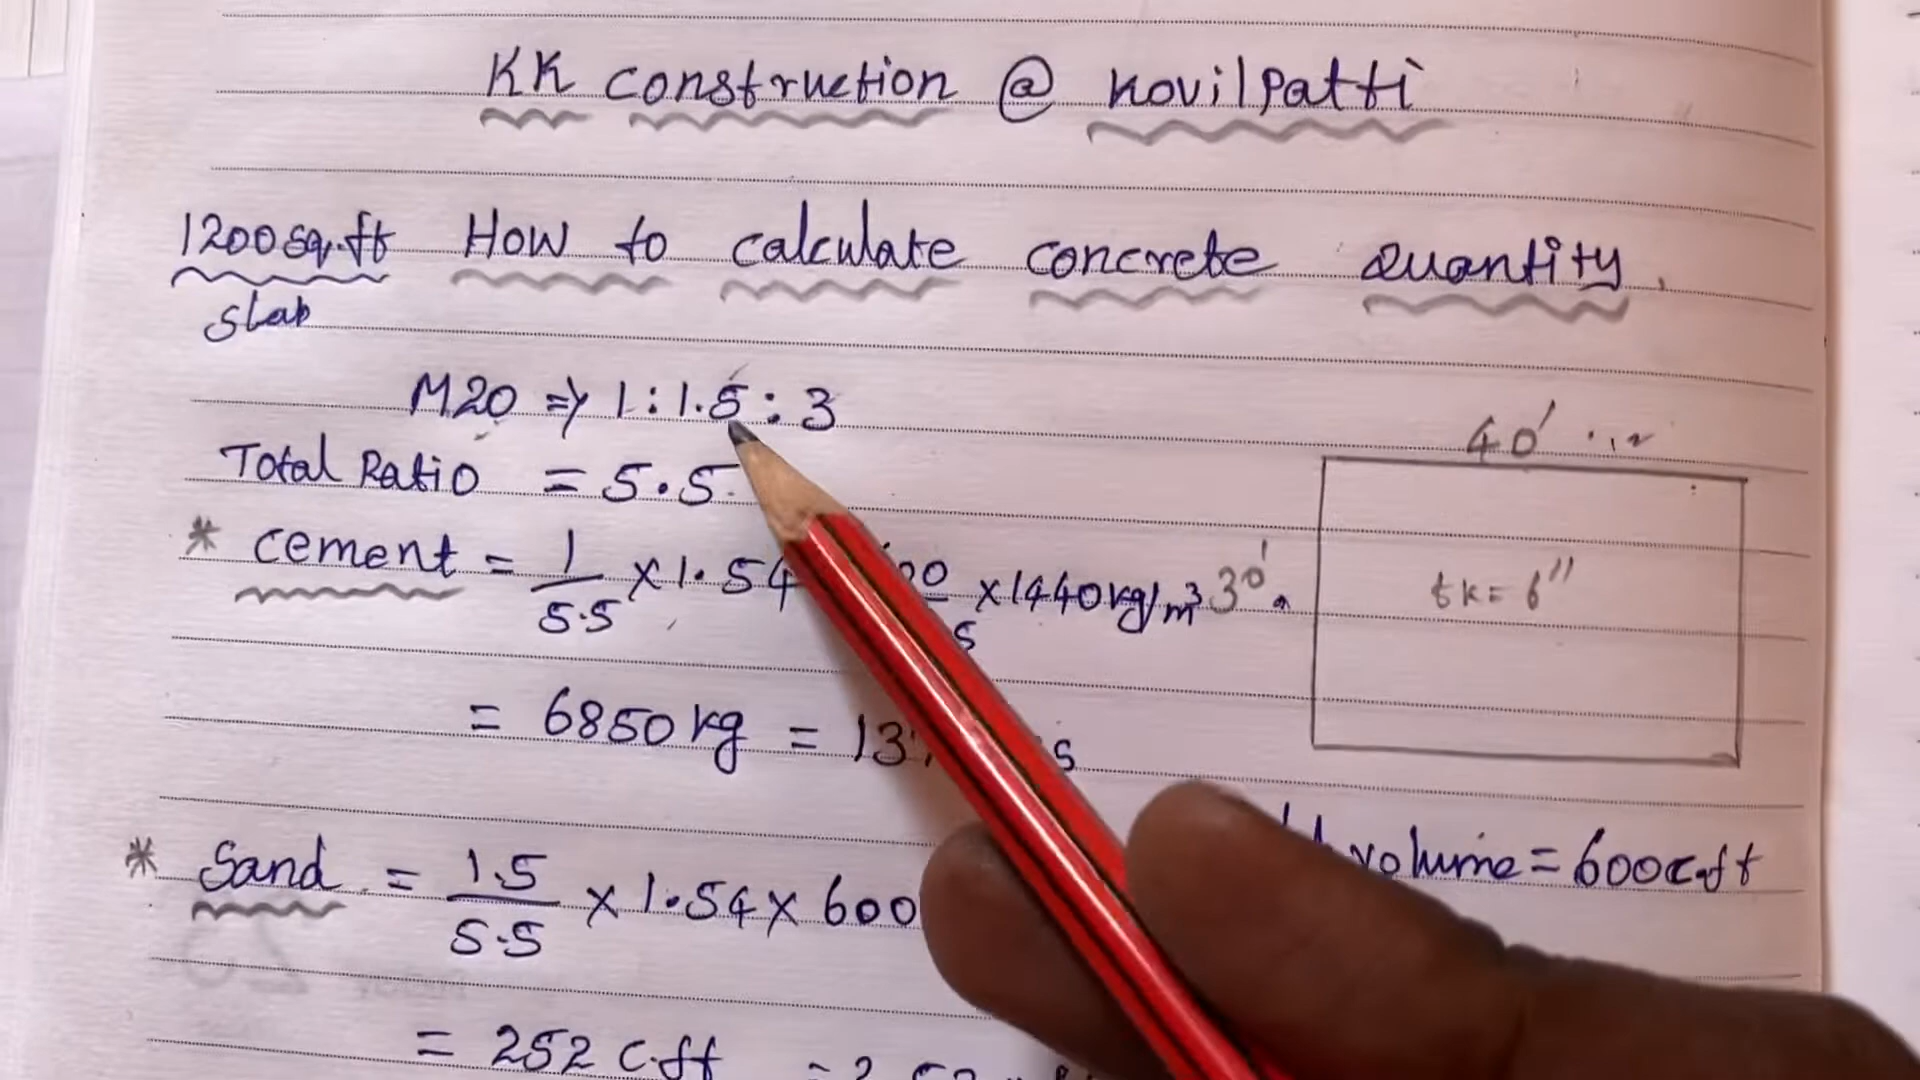 KK construction @ kovilpatti
1200 sq.ft How to calculate concrete Quantity.
slab
M20 => 1:1.5:3
Total Ratio = 5.5
* cement = 1/5.5 x 1.54 x 1440 kg/m³
= 6850 kg =
* Sand = 1.5/5.5 x 1.54 x 600
= 252 c.ft
40'
30'
tk = 6"
volume = 600 c.ft